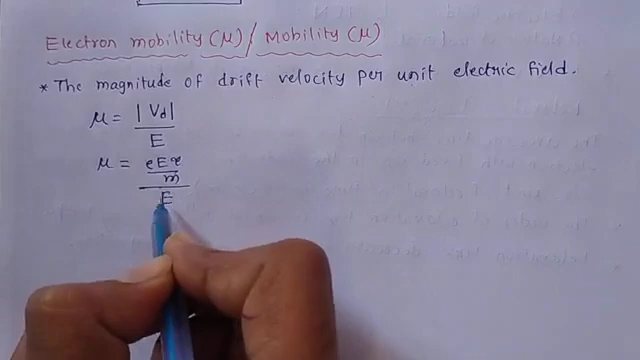 Electron mobility (μ) / Mobility (μ)
* The magnitude of drift velocity per unit electric field.
μ = |Vd|
E
μ = eEτ
m
E